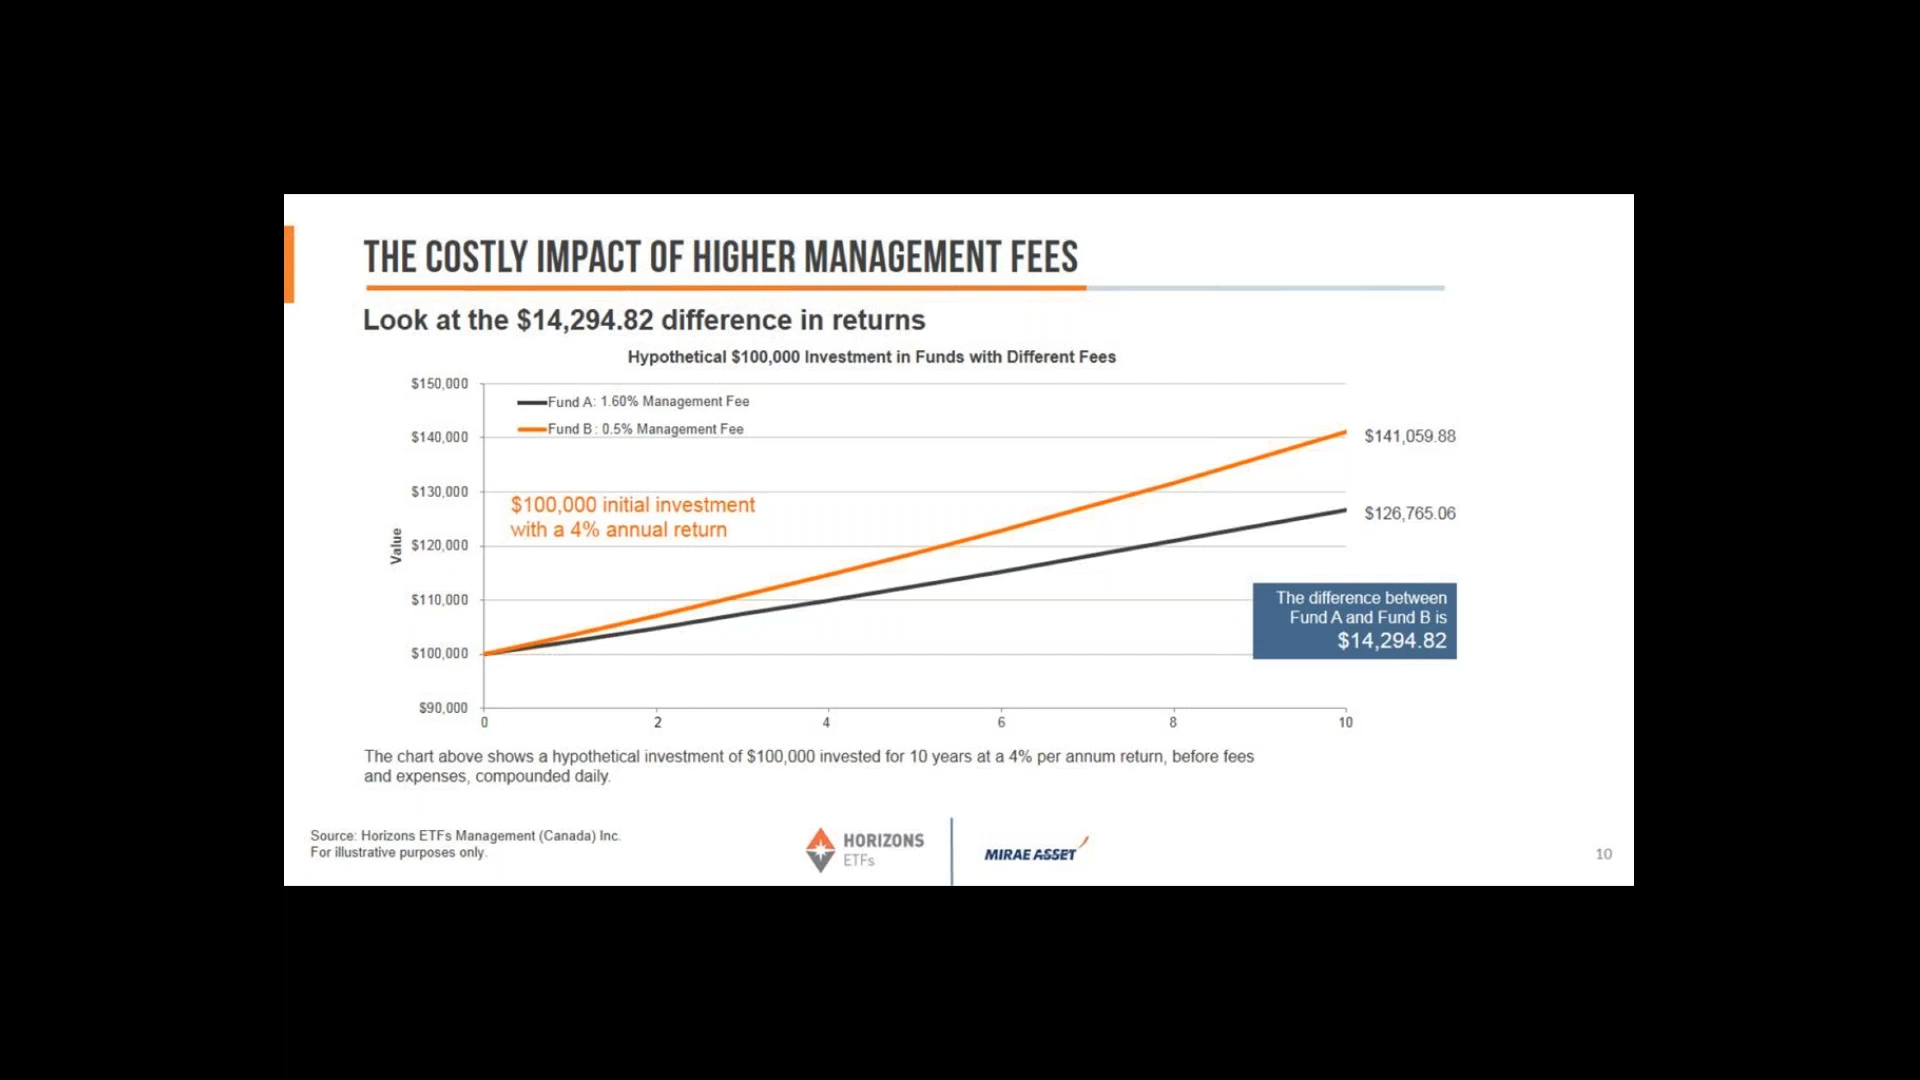 THE COSTLY IMPACT OF HIGHER MANAGEMENT FEES
Look at the $14,294.82 difference in returns
Hypothetical $100,000 Investment in Funds with Different Fees
$150,000
Fund A: 1.60% Management Fee
Fund B: 0.5% Management Fee
$140,000
$141,059.88
$130,000
$100,000 initial investment
with a 4% annual return
$126,765.06
Value
$120,000
$110,000
The difference between
Fund A and Fund B is
$14,294.82
$100,000
$90,000
0 2 4 6 8 10
The chart above shows a hypothetical investment of $100,000 invested for 10 years at a 4% per annum return, before fees
and expenses, compounded daily.
Source: Horizons ETFs Management (Canada) Inc.
For illustrative purposes only.
HORIZONS
ETFs
MIRAE ASSET
10